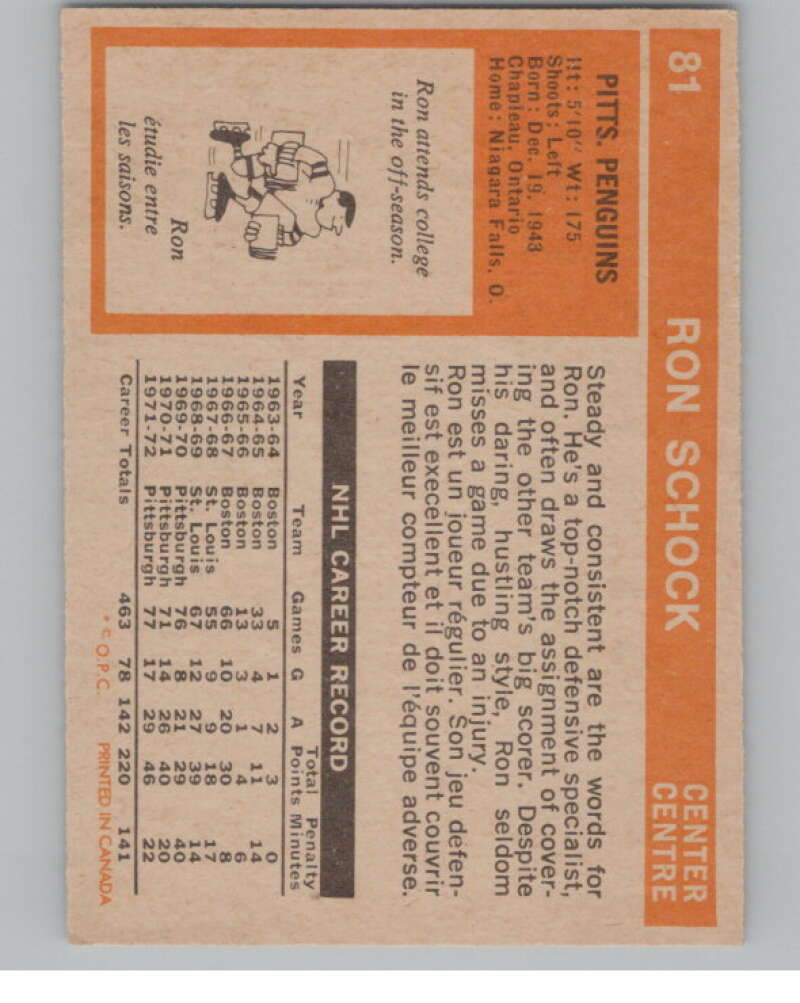 81 RON SCHOCK CENTER
CENTRE
PITTS. PENGUINS
Ht: 5'10" Wt: 175
Shoots: Left
Born: Dec. 19, 1943
Chapleau, Ontario
Home: Niagara Falls, O.
Ron attends college
in the off-season.
Ron
étudie entre
les saisons.
Steady and consistent are the words for
Ron. He's a top-notch defensive specialist,
and often draws the assignment of cover-
ing the other team's big scorer. Despite
his daring, hustling style, Ron seldom
misses a game due to an injury.
Ron est un joueur régulier. Son jeu défen-
sif est execellent et il doit souvent couvrir
le meilleur compteur de l'équipe adverse.
NHL CAREER RECORD
Total Penalty
Year Team Games G A Points Minutes
1963-64 Boston 5 1 2 3 0
1964-65 Boston 33 4 7 11 14
1965-66 Boston 13 3 1 4 6
1966-67 Boston 66 10 20 30 8
1967-68 St. Louis 55 9 9 18 17
1968-69 St. Louis 67 12 27 39 14
1969-70 Pittsburgh 76 8 21 29 40
1970-71 Pittsburgh 71 14 26 40 20
1971-72 Pittsburgh 77 17 29 46 22
Career Totals 463 78 142 220 141
* © O.P.C. PRINTED IN CANADA